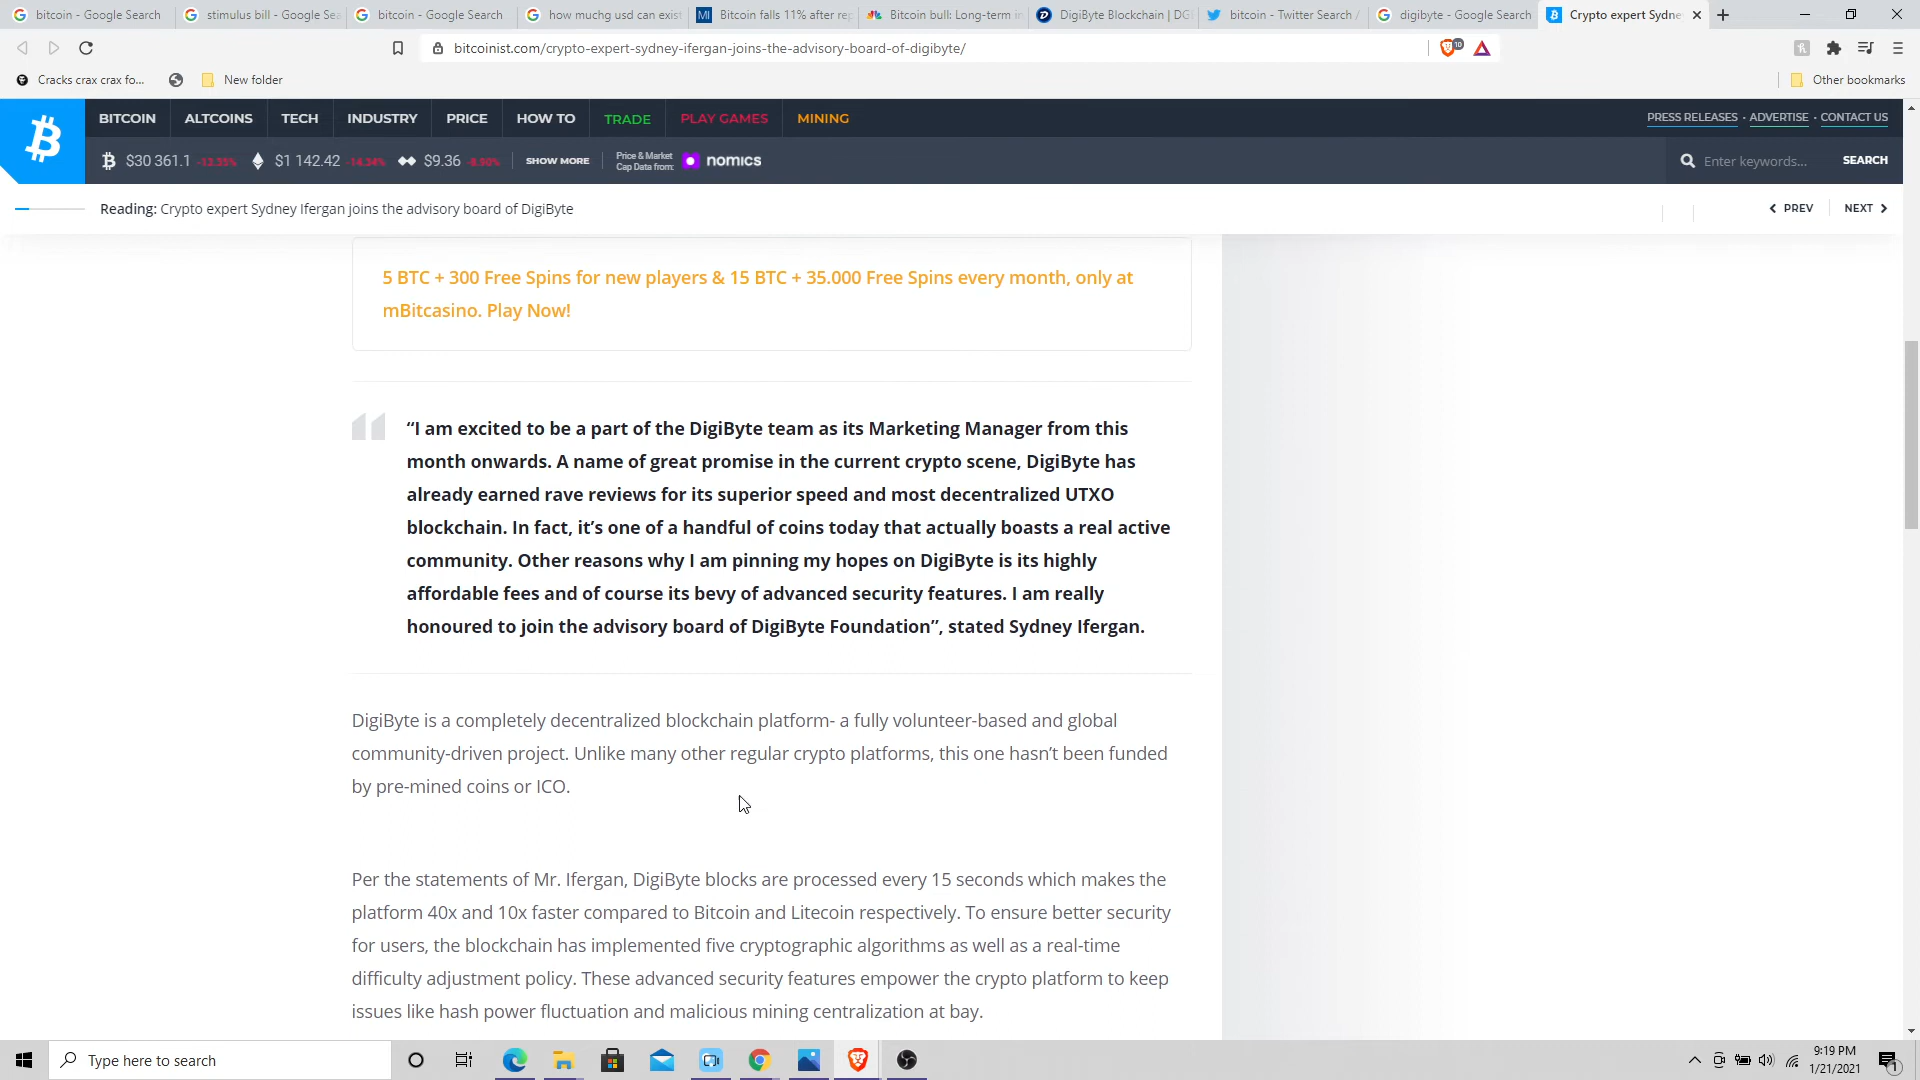 bitcoin - Google Search
stimulus bill - Google Sea
bitcoin - Google Search
how muchg usd can exist
MI Bitcoin falls 11% after rep
Bitcoin bull: Long-term in
DigiByte Blockchain | DG
bitcoin - Twitter Search /
digibyte - Google Search
Crypto expert Sydne
bitcoinist.com/crypto-expert-sydney-ifergan-joins-the-advisory-board-of-digibyte/
10
Cracks crax crax fo...
New folder
Other bookmarks
BITCOIN ALTCOINS TECH INDUSTRY PRICE HOW TO TRADE PLAY GAMES MINING
PRESS RELEASES · ADVERTISE · CONTACT US
$30 361.1 -12.35% $1 142.42 -14.34% $9.36 -8.90% SHOW MORE
Price & Market
Cap Data from:
nomics
Enter keywords... SEARCH
Reading: Crypto expert Sydney Ifergan joins the advisory board of DigiByte
PREV NEXT
5 BTC + 300 Free Spins for new players & 15 BTC + 35.000 Free Spins every month, only at
mBitcasino. Play Now!
“I am excited to be a part of the DigiByte team as its Marketing Manager from this
month onwards. A name of great promise in the current crypto scene, DigiByte has
already earned rave reviews for its superior speed and most decentralized UTXO
blockchain. In fact, it’s one of a handful of coins today that actually boasts a real active
community. Other reasons why I am pinning my hopes on DigiByte is its highly
affordable fees and of course its bevy of advanced security features. I am really
honoured to join the advisory board of DigiByte Foundation”, stated Sydney Ifergan.
DigiByte is a completely decentralized blockchain platform- a fully volunteer-based and global
community-driven project. Unlike many other regular crypto platforms, this one hasn’t been funded
by pre-mined coins or ICO.
Per the statements of Mr. Ifergan, DigiByte blocks are processed every 15 seconds which makes the
platform 40x and 10x faster compared to Bitcoin and Litecoin respectively. To ensure better security
for users, the blockchain has implemented five cryptographic algorithms as well as a real-time
difficulty adjustment policy. These advanced security features empower the crypto platform to keep
issues like hash power fluctuation and malicious mining centralization at bay.
Type here to search
9:19 PM
1/21/2021
1